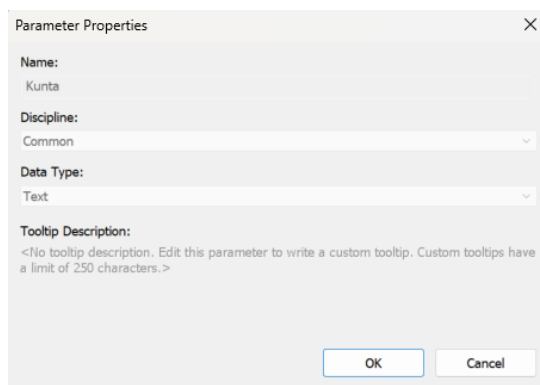 Parameter Properties
Name:
Kunta
Discipline:
Common
Data Type:
Text
Tooltip Description:
<No tooltip description. Edit this parameter to write a custom tooltip. Custom tooltips have
a limit of 250 characters.>
OK Cancel